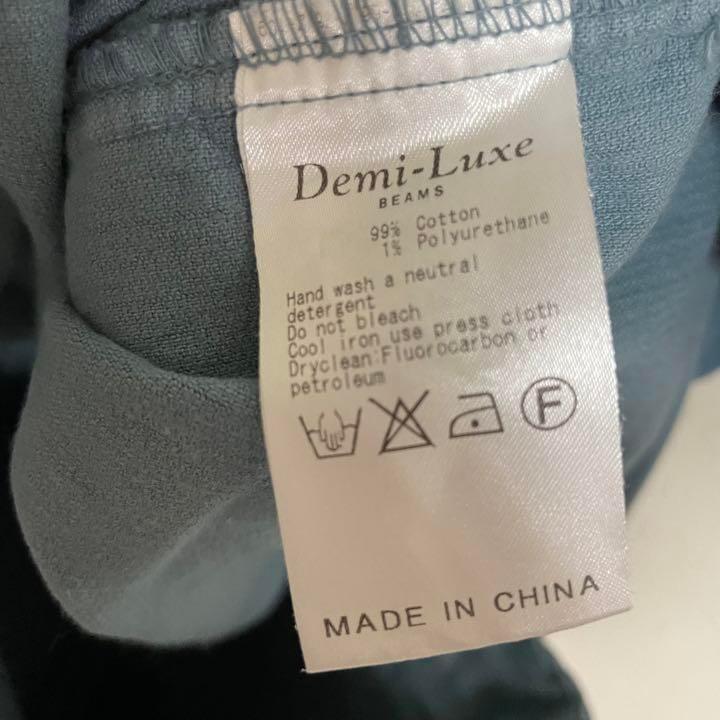 Demi-Luxe
BEAMS
99% Cotton
1% Polyurethane
Hand wash a neutral
detergent
Do not bleach
Cool iron use press cloth
Dryclean:Fluorocarbon or
petroleum
F
MADE IN CHINA